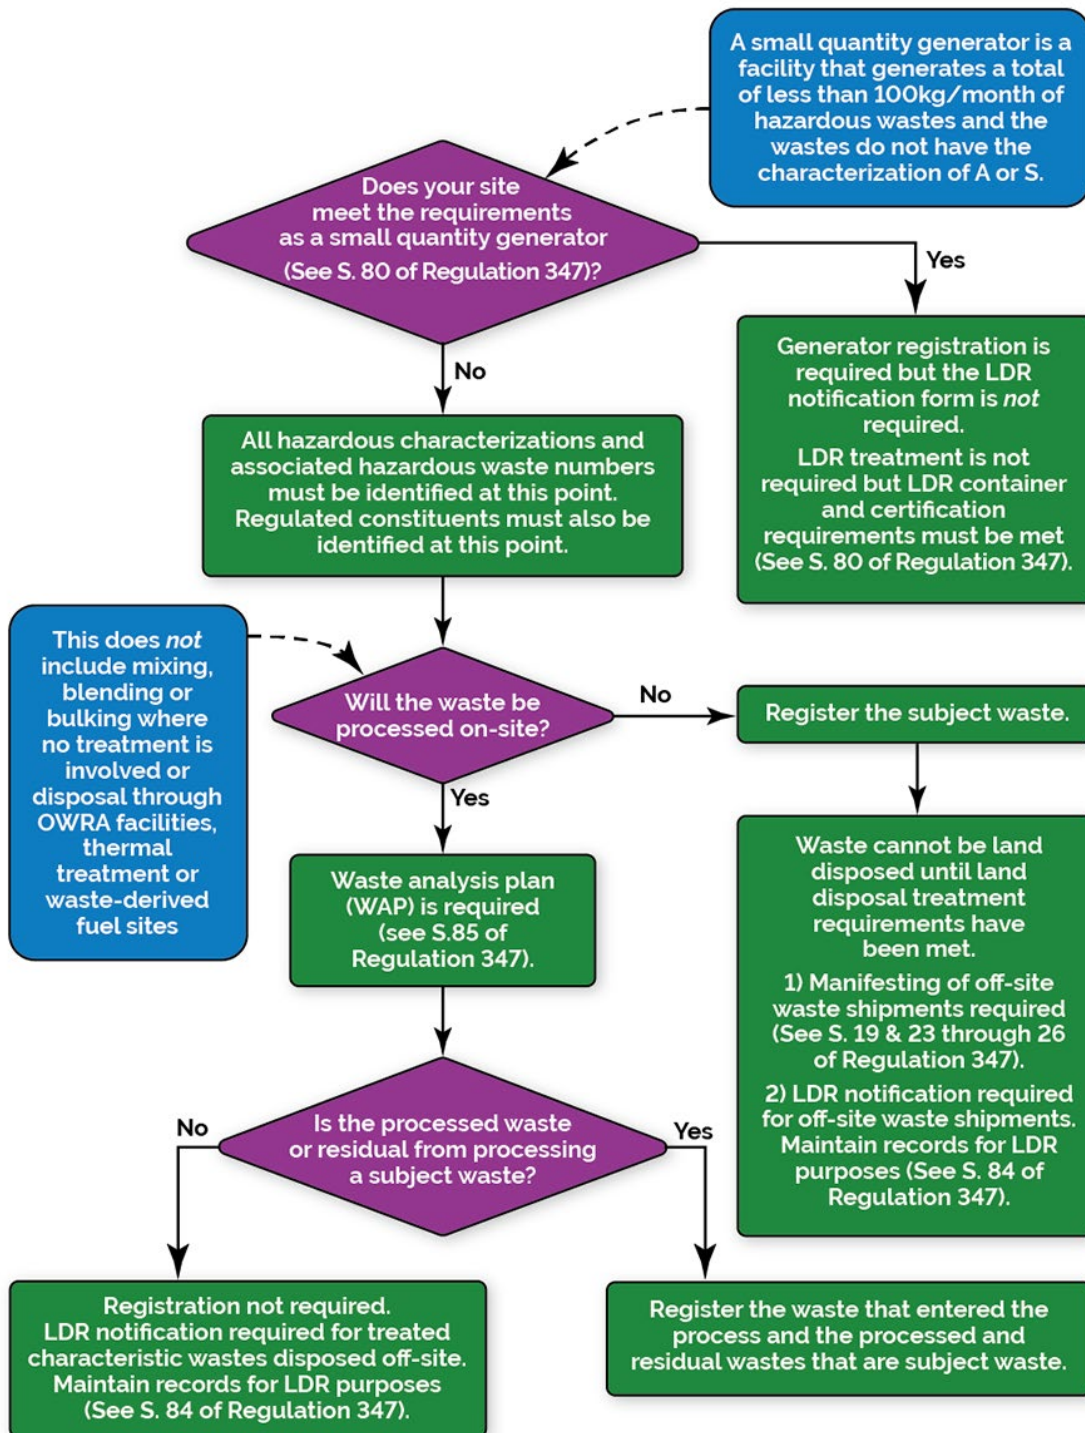 A small quantity generator is a
facility that generates a total
of less than 100kg/month of
hazardous wastes and the
wastes do not have the
characterization of A or S.
Does your site
meet the requirements
as a small quantity generator
(See S. 80 of Regulation 347)?
Yes
Generator registration is
required but the LDR
notification form is not
required.
LDR treatment is not
required but LDR container
and certification
requirements must be met
(See S. 80 of Regulation 347).
No
All hazardous characterizations and
associated hazardous waste numbers
must be identified at this point.
Regulated constituents must also be
identified at this point.
This does not
include mixing,
blending or
bulking where
no treatment is
involved or
disposal through
OWRA facilities,
thermal
treatment or
waste-derived
fuel sites
Will the waste be
processed on-site?
No
Register the subject waste.
Waste cannot be land
disposed until land
disposal treatment
requirements have
been met.
1) Manifesting of off-site
waste shipments required
(See S. 19 & 23 through 26
of Regulation 347).
2) LDR notification required
for off-site waste shipments.
Maintain records for LDR
purposes (See S. 84 of
Regulation 347).
Yes
Waste analysis plan
(WAP) is required
(see S.85 of
Regulation 347).
Is the processed waste
or residual from processing
a subject waste?
No
Registration not required.
LDR notification required for treated
characteristic wastes disposed off-site.
Maintain records for LDR purposes
(See S. 84 of Regulation 347).
Yes
Register the waste that entered the
process and the processed and
residual wastes that are subject waste.